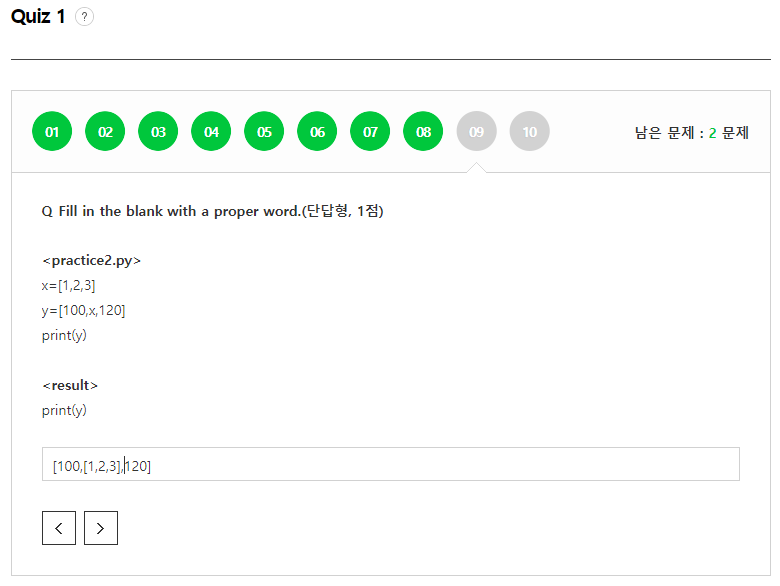 Quiz 1 ?
01 02 03 04 05 06 07 08 09 10 남은 문제 : 2 문제
Q Fill in the blank with a proper word.(단답형, 1점)
<practice2.py>
x=[1,2,3]
y=[100,x,120]
print(y)
<result>
print(y)
[100,[1,2,3],120]